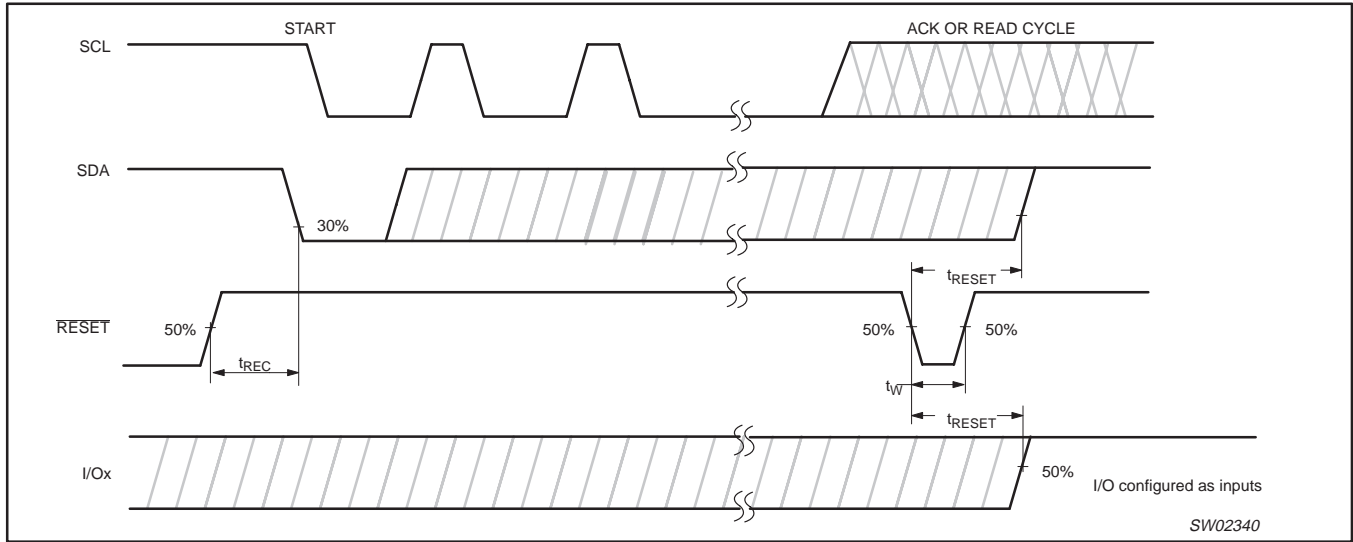 START
ACK OR READ CYCLE
SCL
SDA
30%
tRESET
RESET
50%
50%
50%
tREC
tW
tRESET
I/Ox
50%
I/O configured as inputs
SW02340